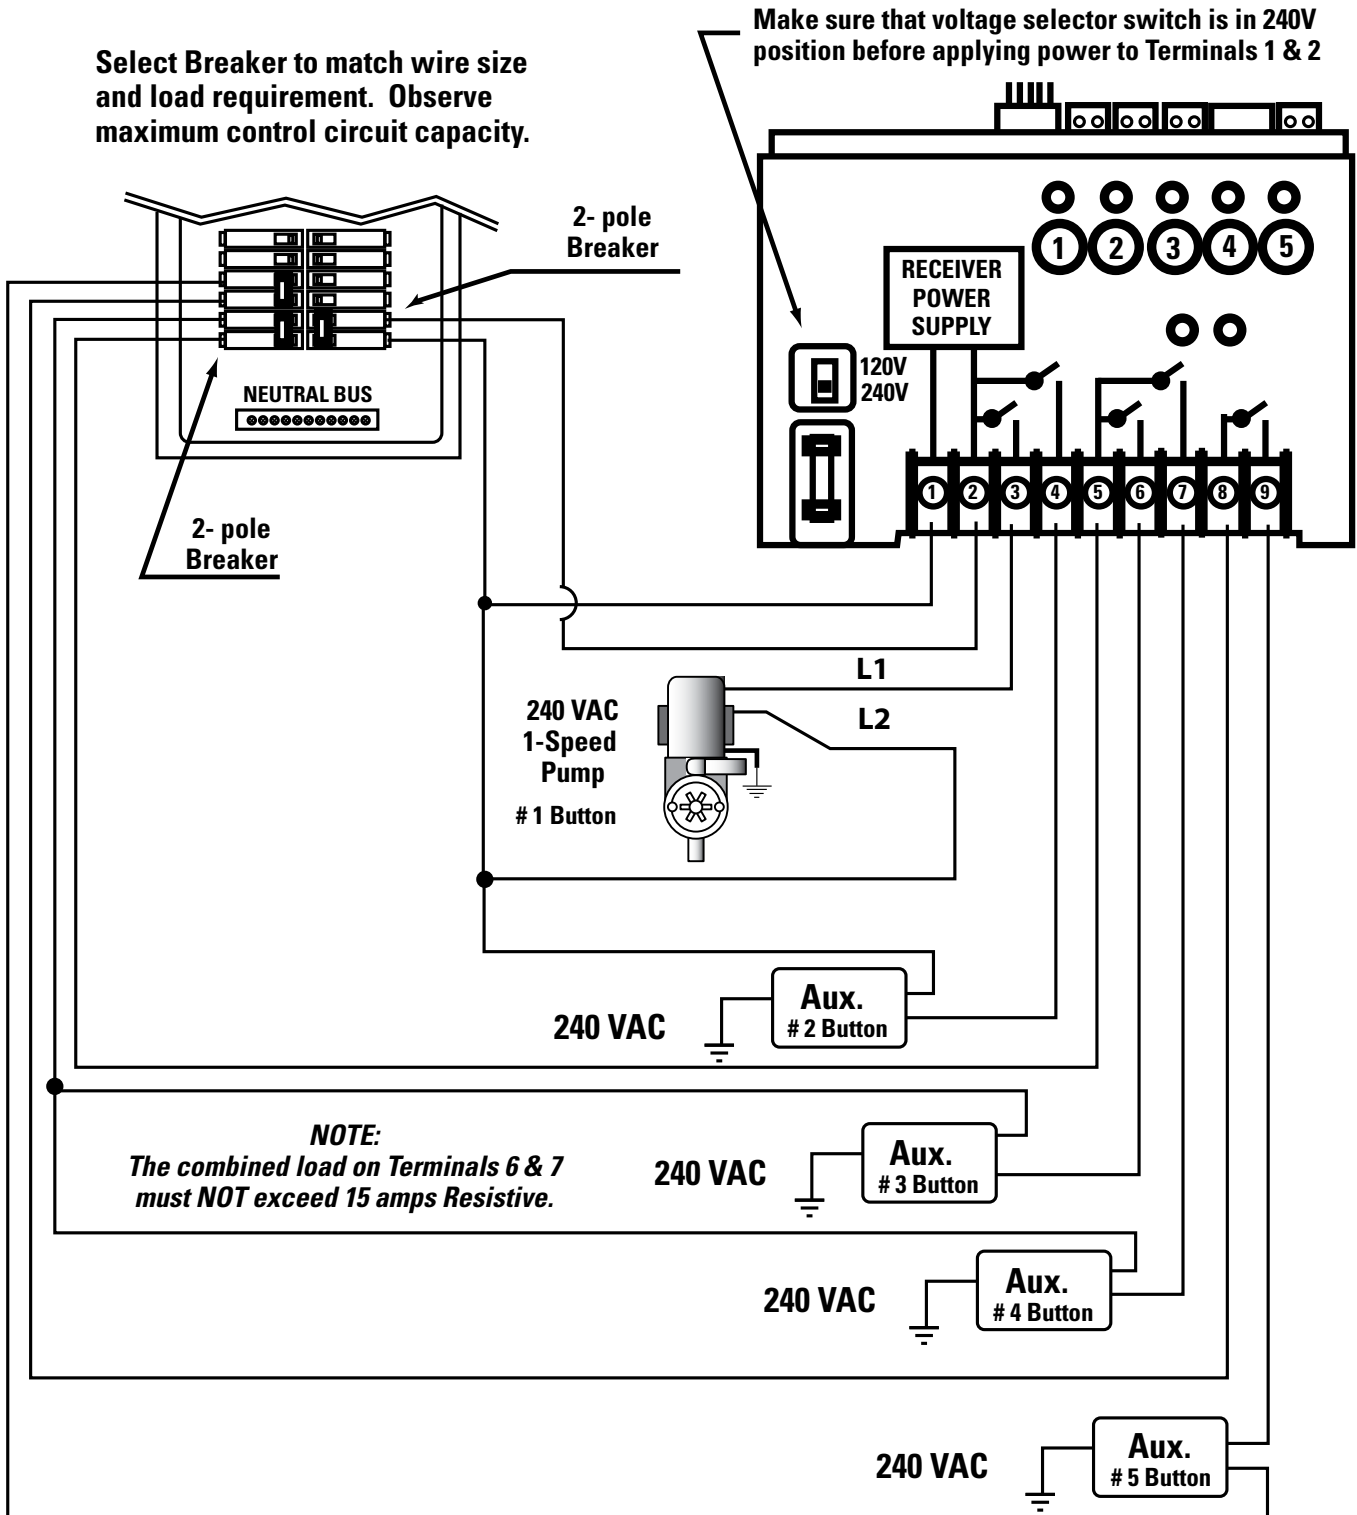 Make sure that voltage selector switch is in 240V
position before applying power to Terminals 1 & 2
Select Breaker to match wire size
and load requirement. Observe
maximum control circuit capacity.
2- pole
Breaker
1 2 3 4 5
RECEIVER
POWER
SUPPLY
120V
240V
NEUTRAL BUS
1 2 3 4 5 6 7 8 9
2- pole
Breaker
L1
L2
240 VAC
1-Speed
Pump
# 1 Button
Aux.
# 2 Button
240 VAC
NOTE:
The combined load on Terminals 6 & 7
must NOT exceed 15 amps Resistive.
Aux.
# 3 Button
240 VAC
Aux.
# 4 Button
240 VAC
Aux.
# 5 Button
240 VAC